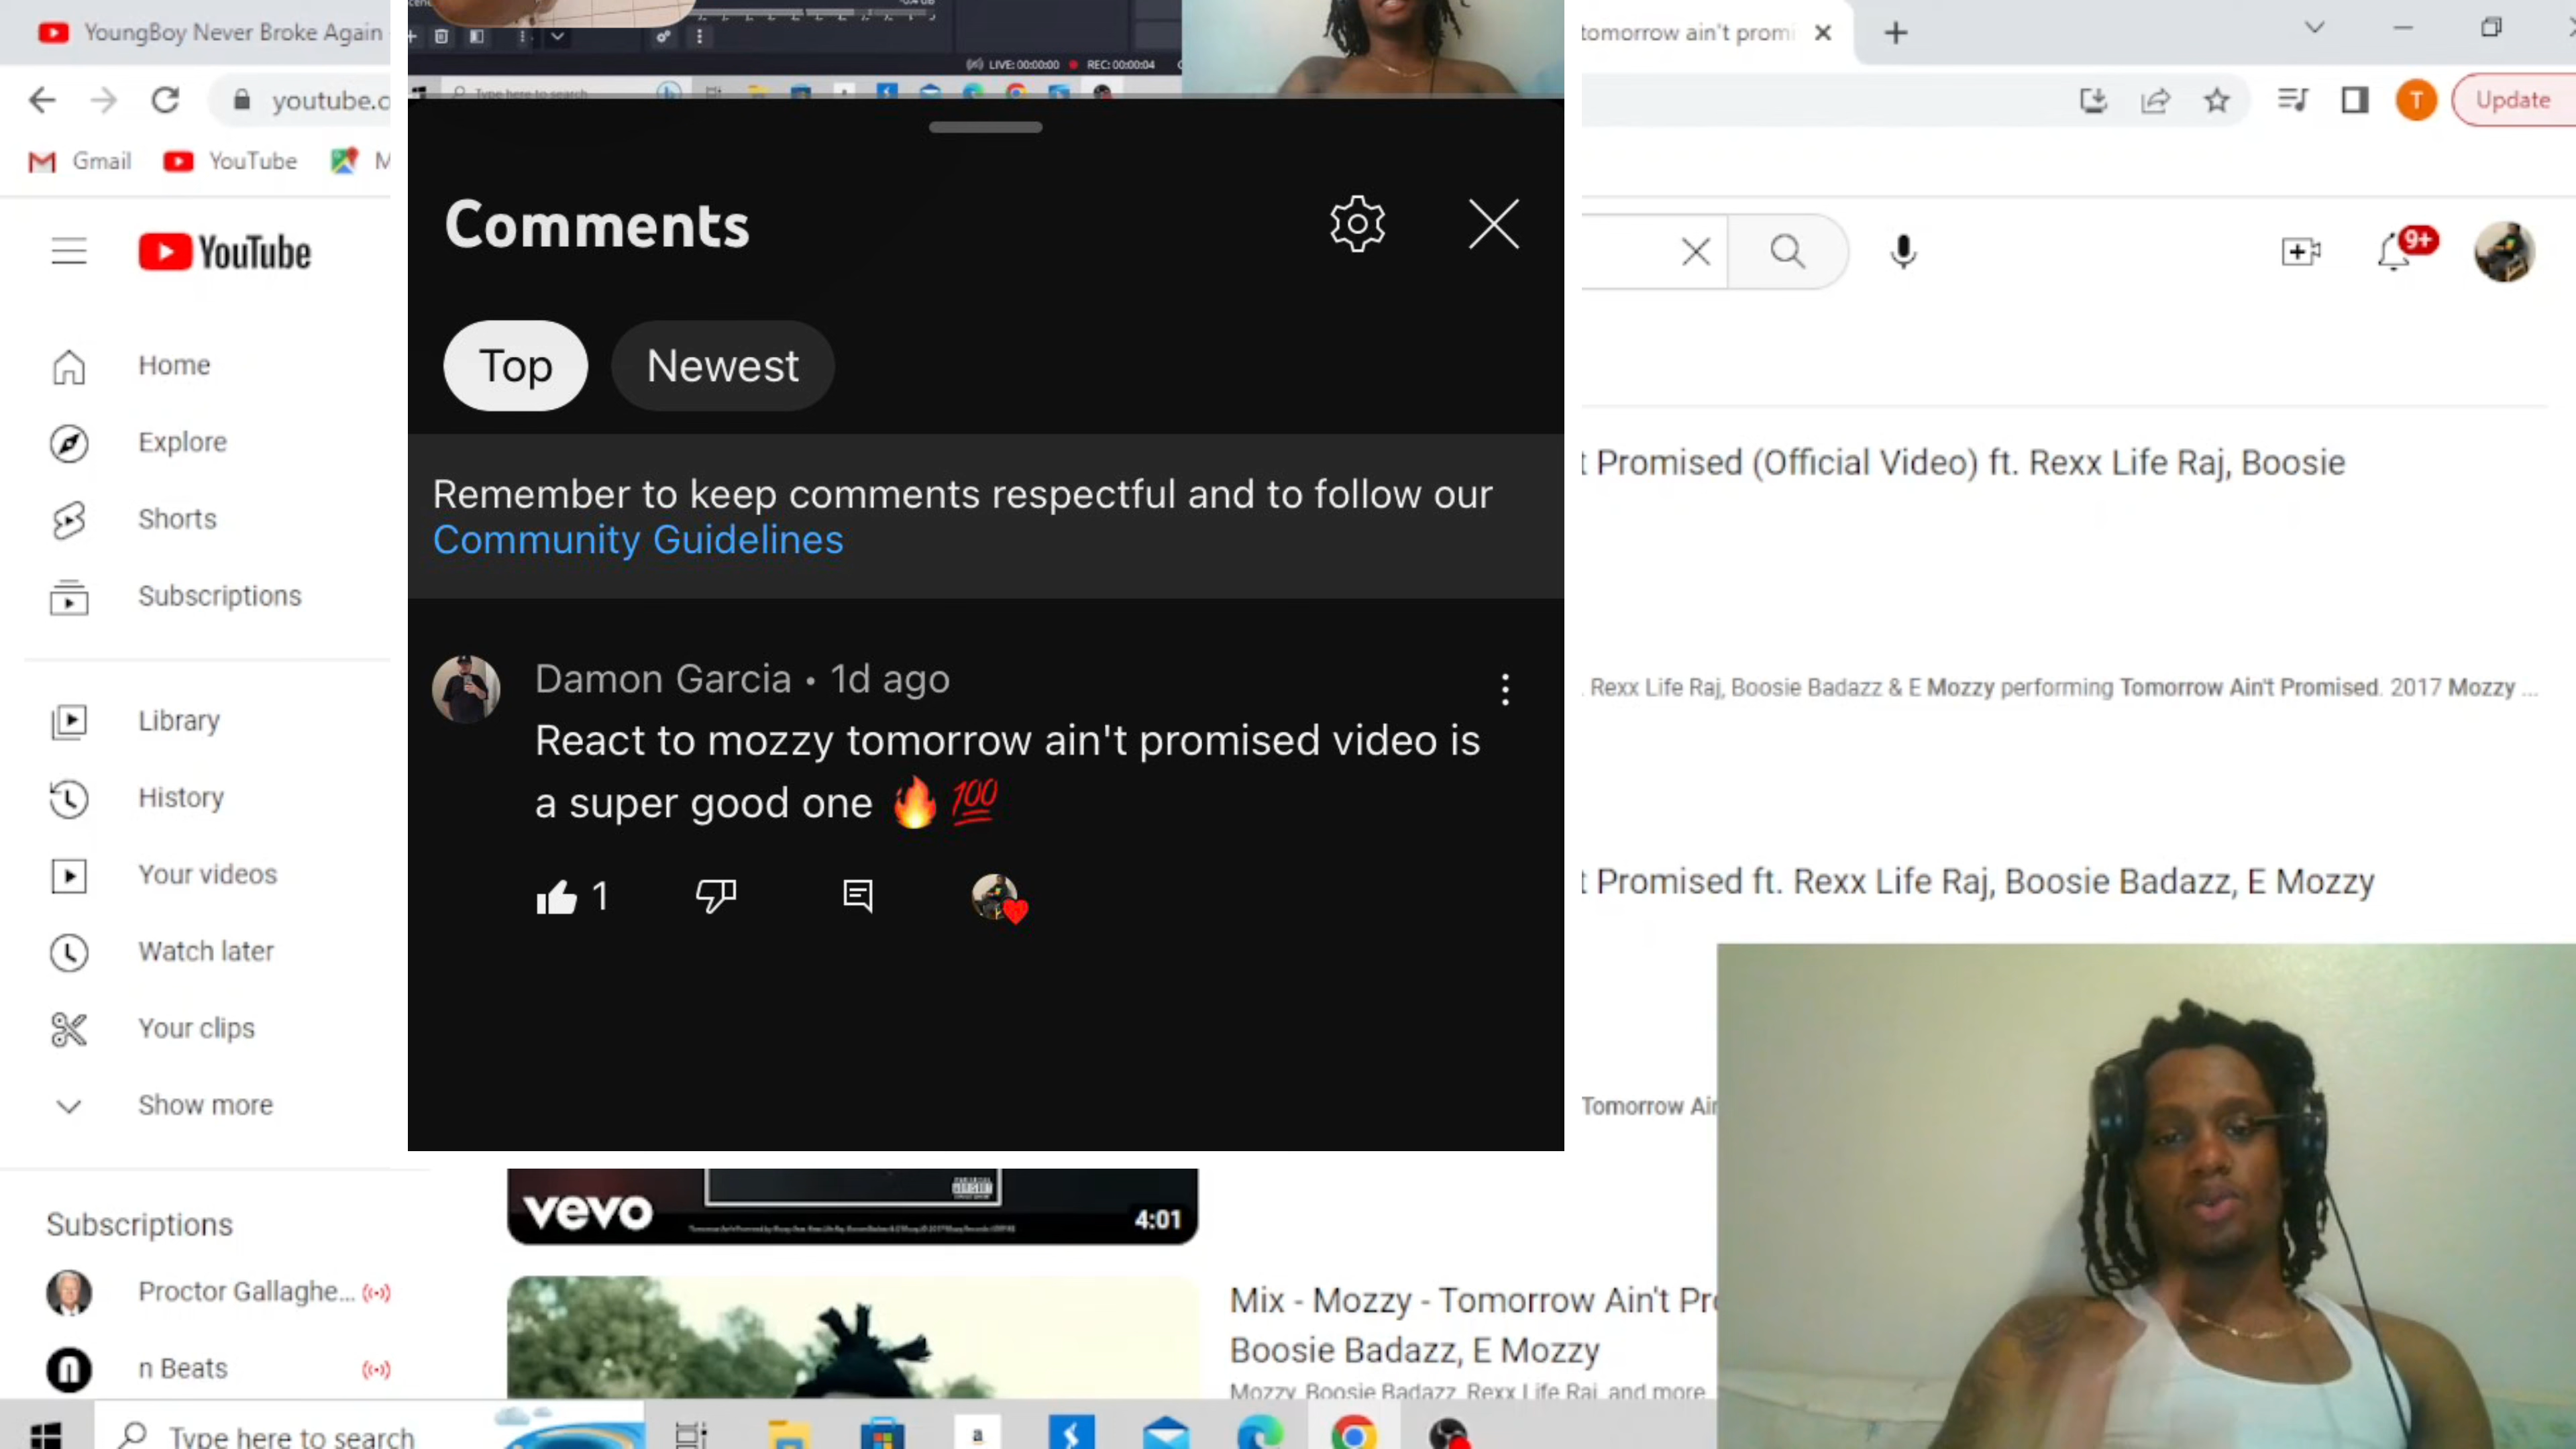 YoungBoy Never Broke Again
youtube.c
Gmail
YouTube
M
YouTube
Home
Explore
Shorts
Subscriptions
Library
History
Your videos
Watch later
Your clips
Show more
Subscriptions
Proctor Gallaghe...
n Beats
Type here to search
LIVE: 00:00:00
REC: 00:00:04
Type here to search
Comments
Top
Newest
Remember to keep comments respectful and to follow our
Community Guidelines
Damon Garcia • 1d ago
React to mozzy tomorrow ain't promised video is
a super good one 🔥 💯
1
vevo
4:01
Mix - Mozzy - Tomorrow Ain't Pr
Boosie Badazz, E Mozzy
Mozzy, Boosie Badazz, Rexx Life Raj, and more
tomorrow ain't promi
T
Update
9+
t Promised (Official Video) ft. Rexx Life Raj, Boosie
Rexx Life Raj, Boosie Badazz & E Mozzy performing Tomorrow Ain't Promised. 2017 Mozzy ...
t Promised ft. Rexx Life Raj, Boosie Badazz, E Mozzy
Tomorrow Ai
a